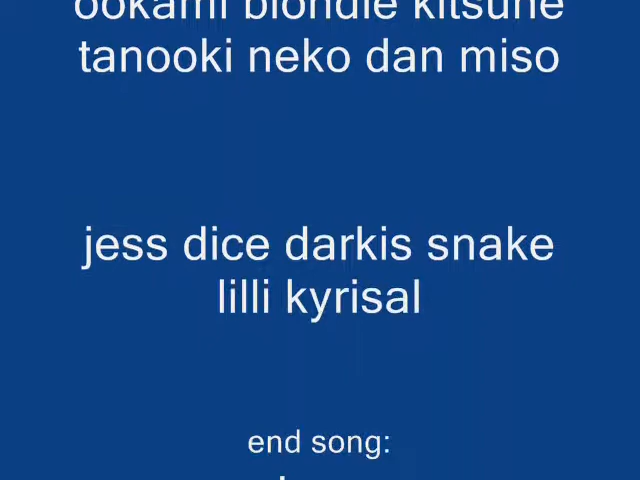 ookami blondie kitsune
tanooki neko dan miso
jess dice darkis snake
lilli kyrisal
end song: